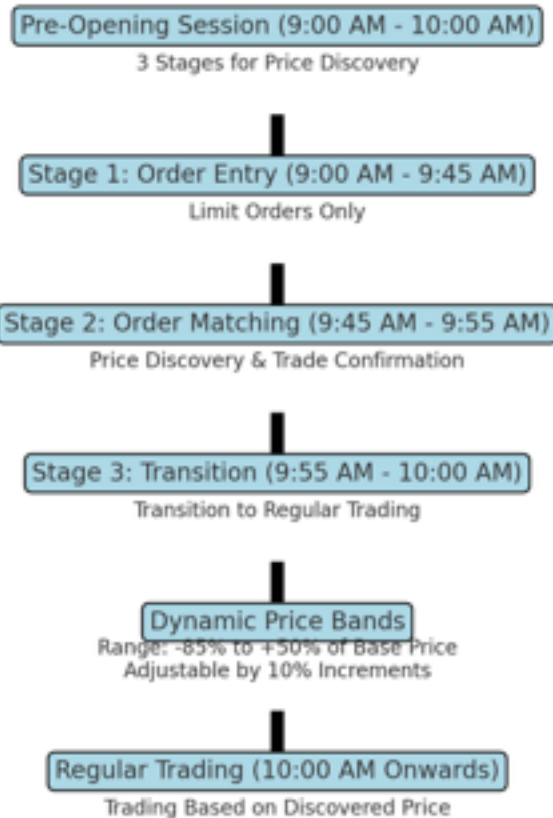 Pre-Opening Session (9:00 AM - 10:00 AM)
3 Stages for Price Discovery
Stage 1: Order Entry (9:00 AM - 9:45 AM)
Limit Orders Only
Stage 2: Order Matching (9:45 AM - 9:55 AM)
Price Discovery & Trade Confirmation
Stage 3: Transition (9:55 AM - 10:00 AM)
Transition to Regular Trading
Dynamic Price Bands
Range: -85% to +50% of Base Price
Adjustable by 10% Increments
Regular Trading (10:00 AM Onwards)
Trading Based on Discovered Price